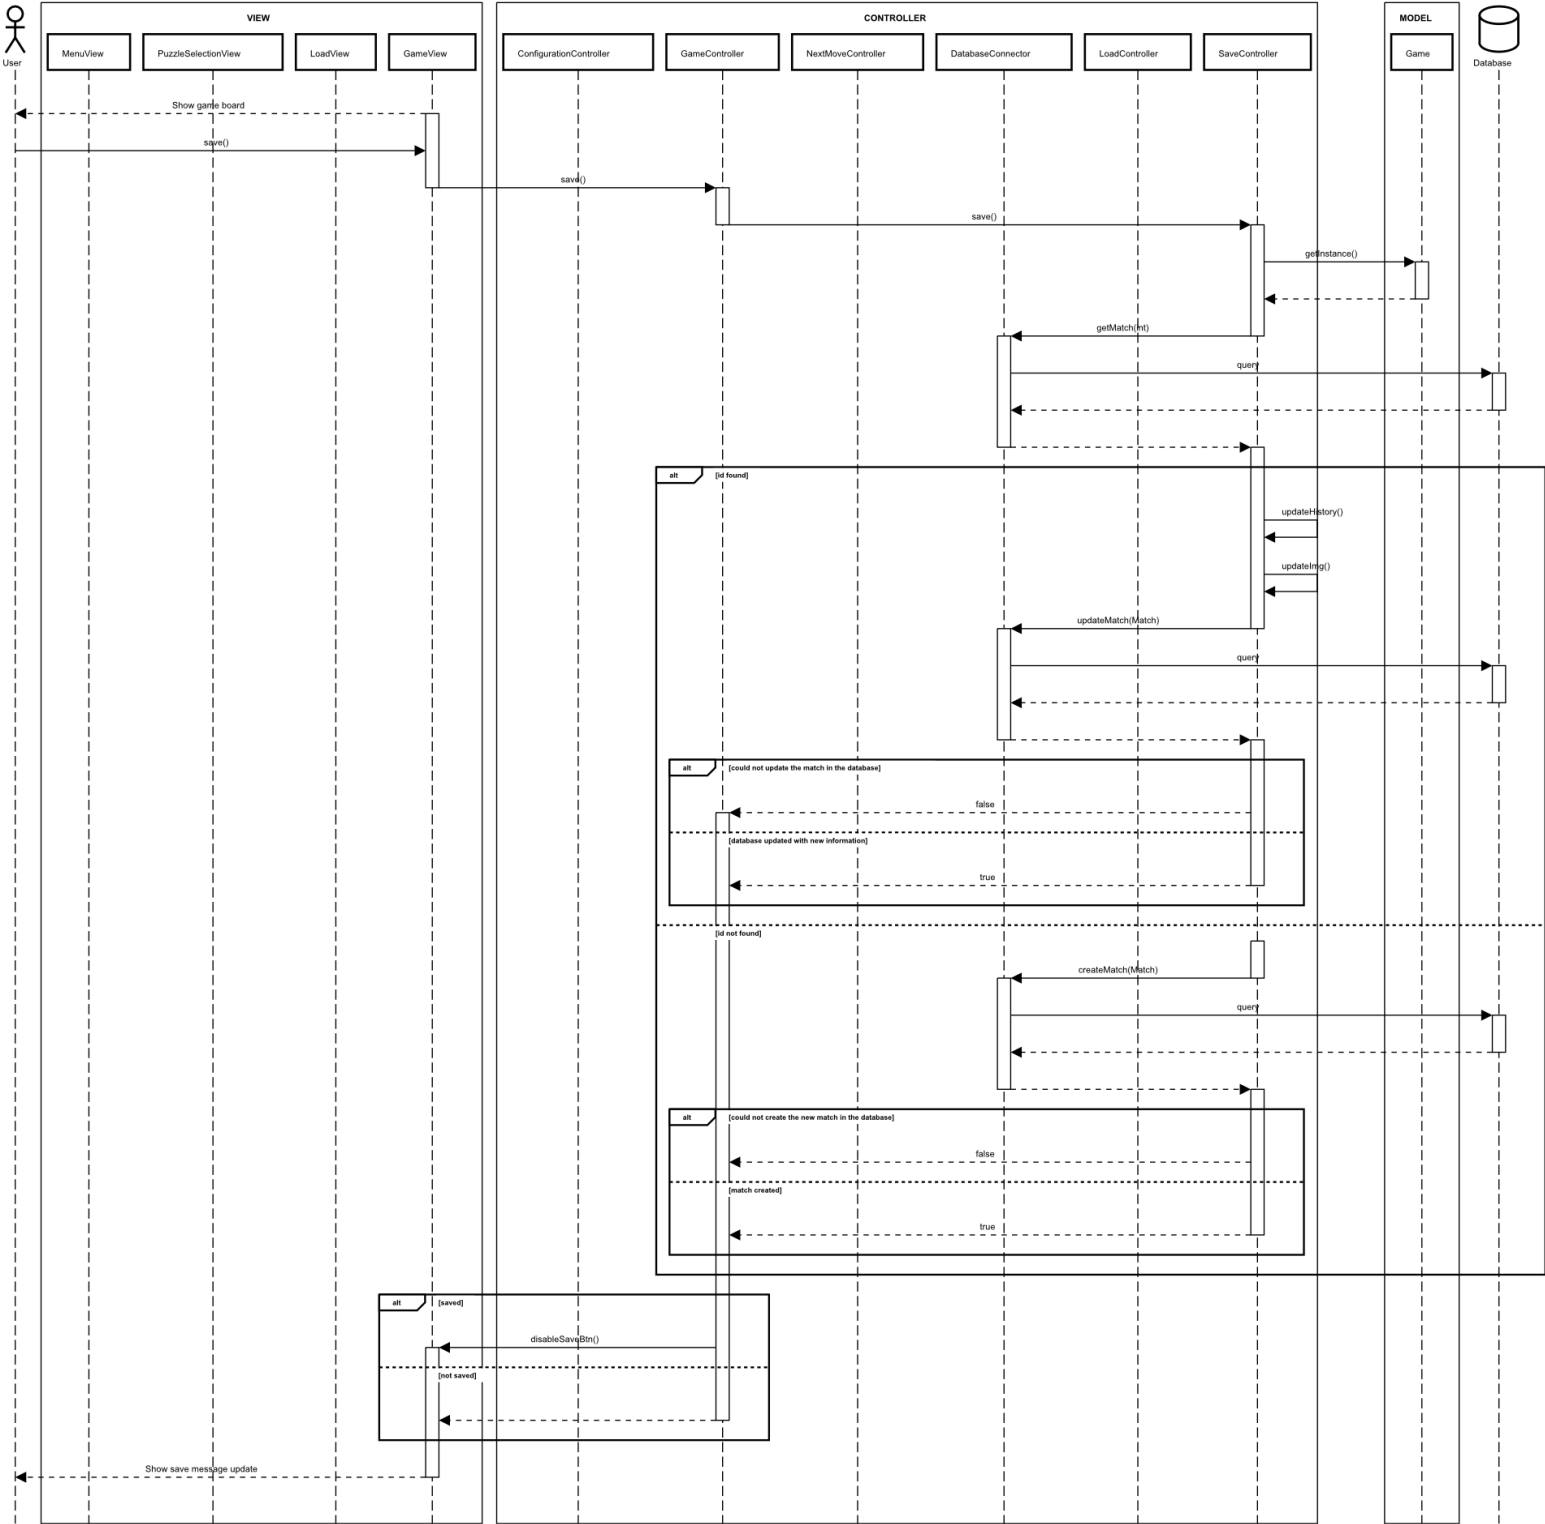 VIEW
CONTROLLER
MODEL
User
MenuView
PuzzleSelectionView
LoadView
GameView
ConfigurationController
GameController
NextMoveController
DatabaseConnector
LoadController
SaveController
Game
Database
Show game board
save()
save()
save()
getInstance()
getMatch(int)
query
alt
[id found]
updateHistory()
updateImg()
updateMatch(Match)
query
alt
[could not update the match in the database]
false
[database updated with new information]
true
[id not found]
createMatch(Match)
query
alt
[could not create the new match in the database]
false
[match created]
true
alt
[saved]
disableSaveBtn()
[not saved]
Show save message update